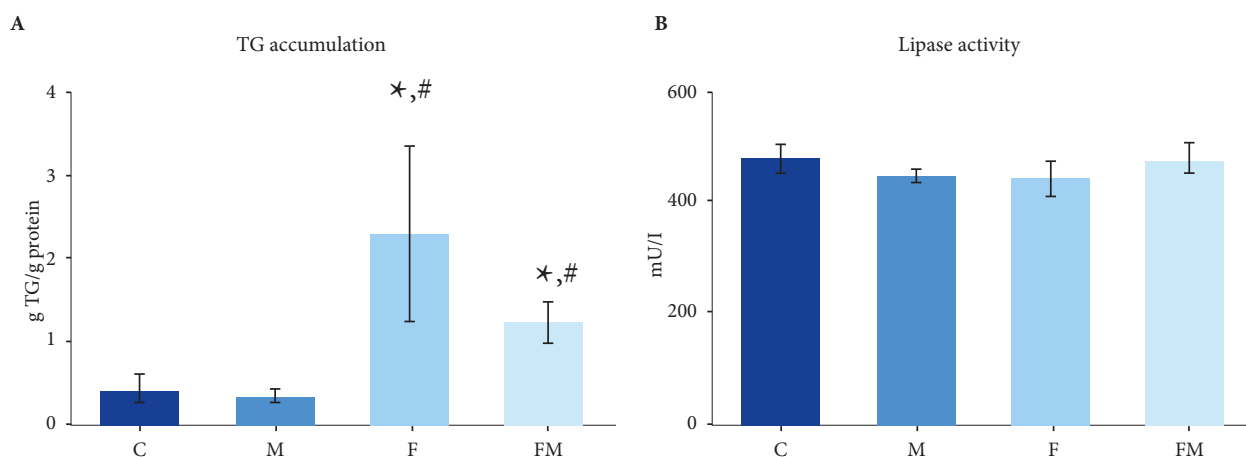 A
TG accumulation
g TG/g protein
4
3
2
1
0
✶,#
✶,#
C M F FM
B
Lipase activity
mU/I
600
400
200
0
C M F FM